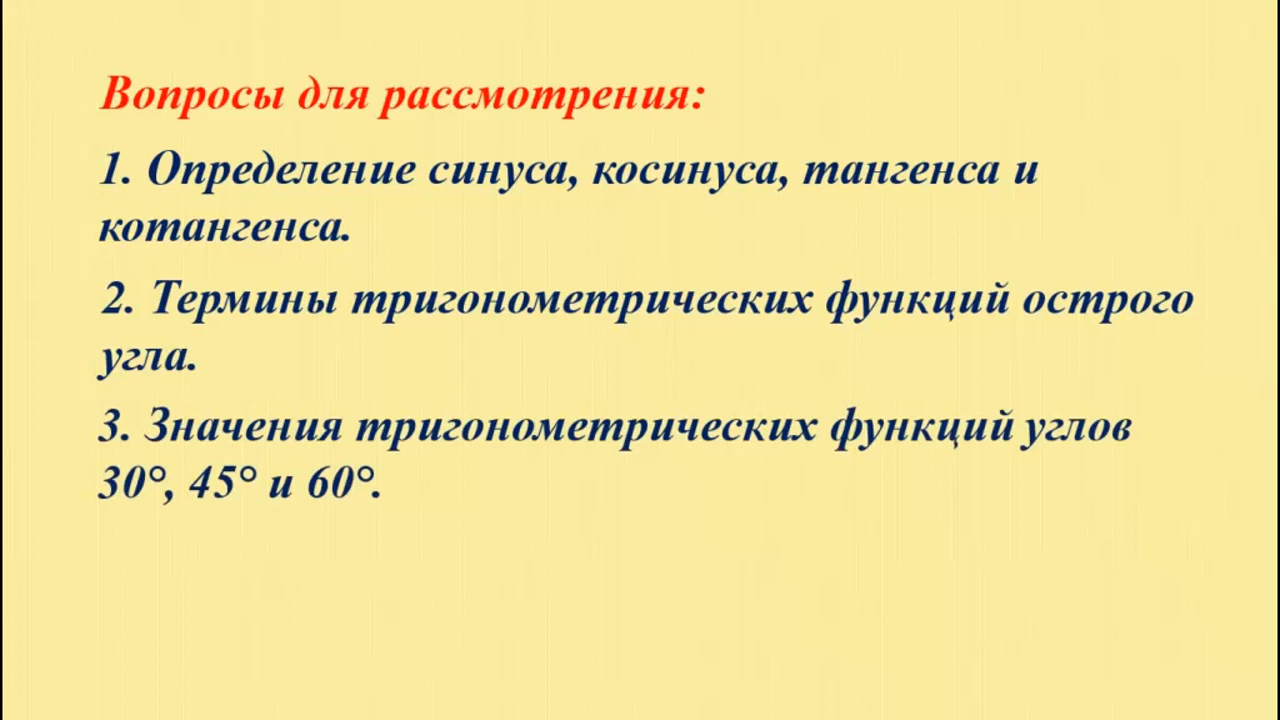 Вопросы для рассмотрения:
1. Определение синуса, косинуса, тангенса и
котангенса.
2. Термины тригонометрических функций острого
угла.
3. Значения тригонометрических функций углов
30°, 45° и 60°.